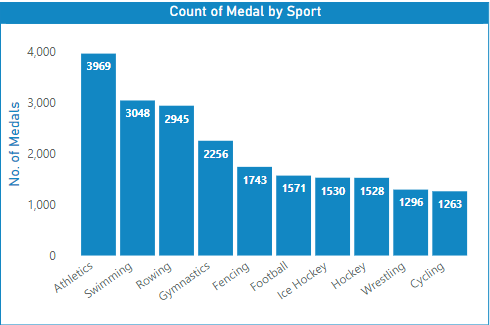 Count of Medal by Sport
No. of Medals
4,000
3,000
2,000
1,000
0
3969
3048
2945
2256
1743
1571
1530
1528
1296
1263
Athletics
Swimming
Rowing
Gymnastics
Fencing
Football
Ice Hockey
Hockey
Wrestling
Cycling